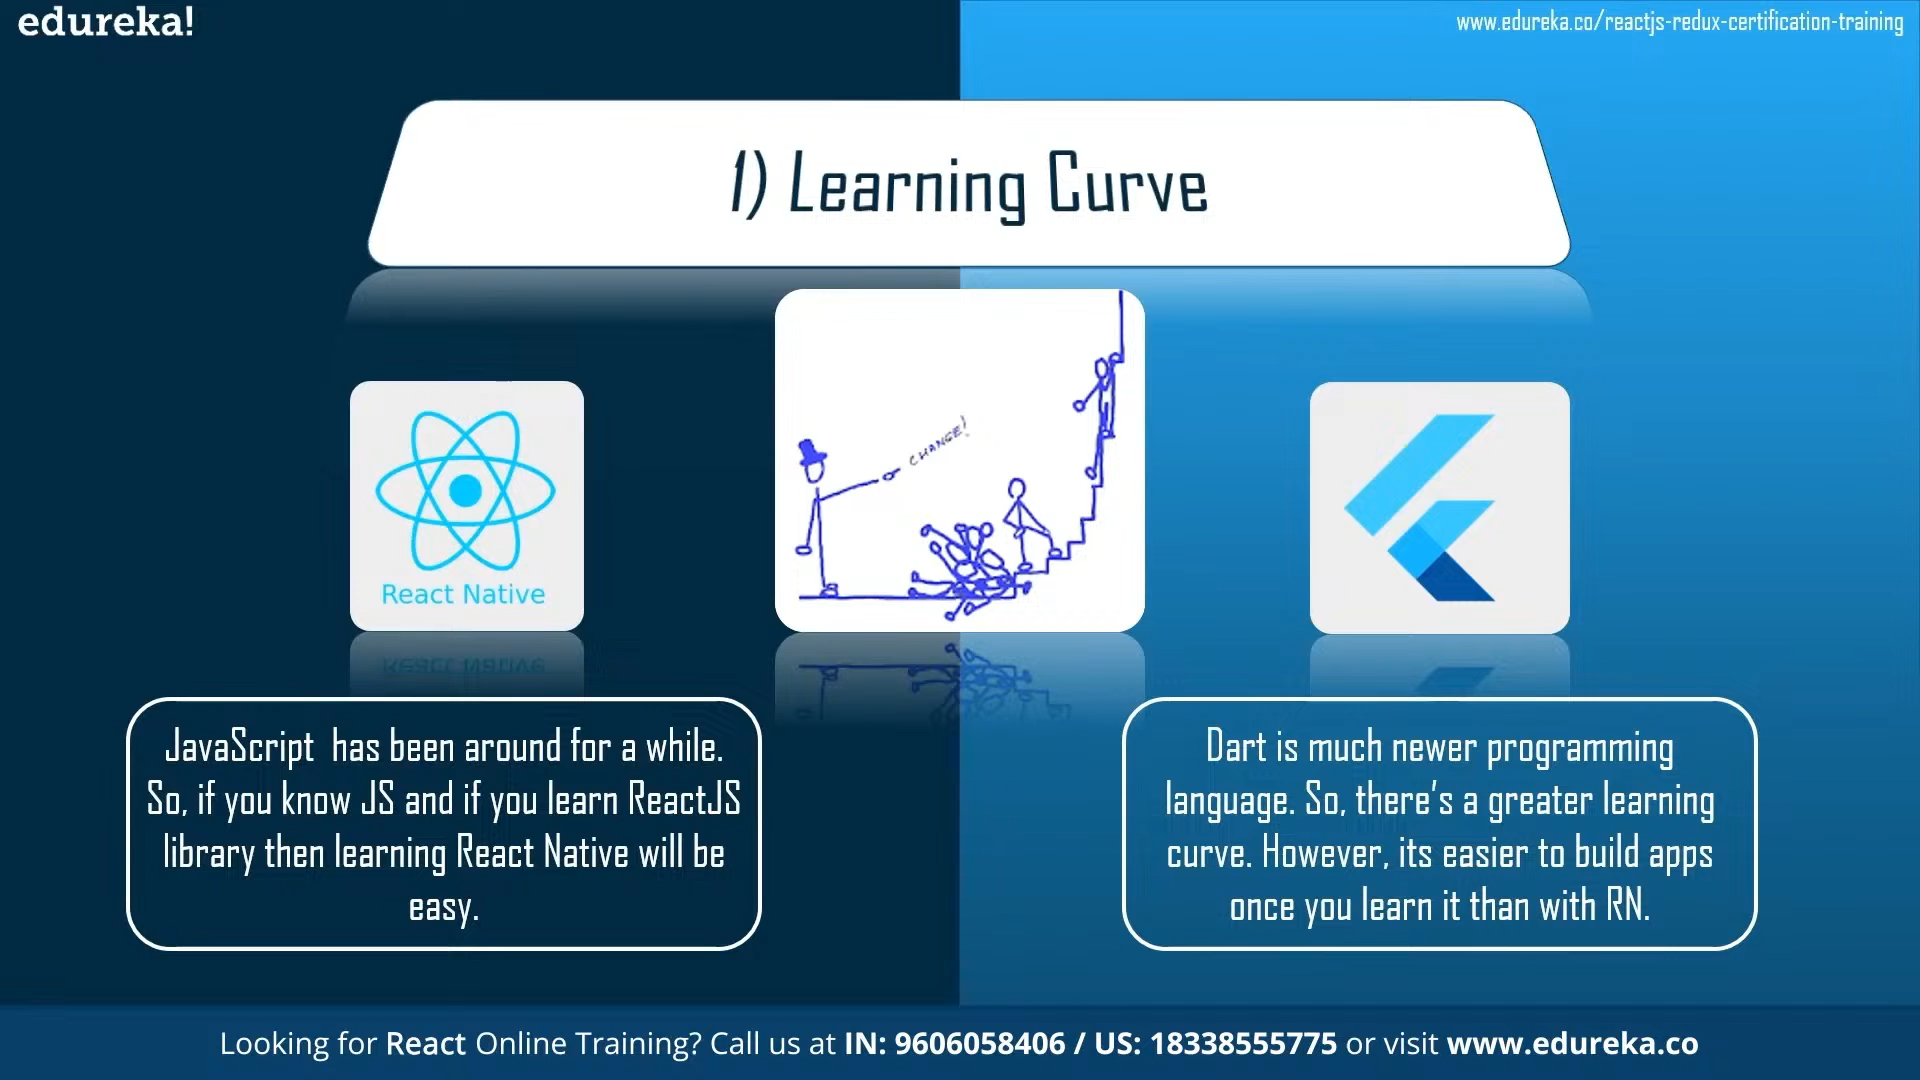 edureka!
www.edureka.co/reactjs-redux-certification-training
1) Learning Curve
CHANGE!
React Native
JavaScript has been around for a while.
So, if you know JS and if you learn ReactJS
library then learning React Native will be
easy.
Dart is much newer programming
language. So, there's a greater learning
curve. However, its easier to build apps
once you learn it than with RN.
Looking for React Online Training? Call us at IN: 9606058406 / US: 18338555775 or visit www.edureka.co